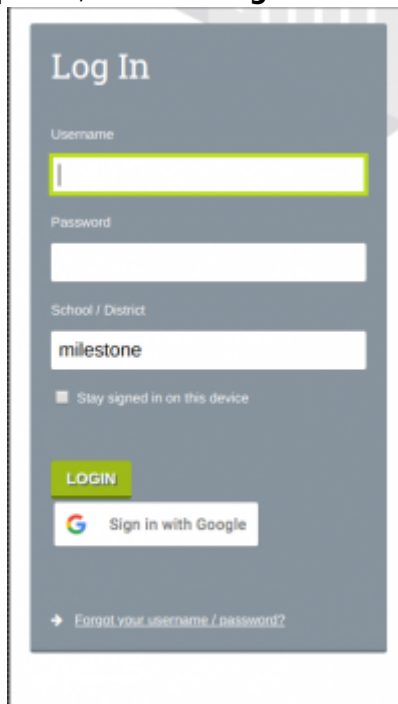 Log In
Username
Password
School / District
milestone
Stay signed in on this device
LOGIN
Sign in with Google
Forgot your username / password?